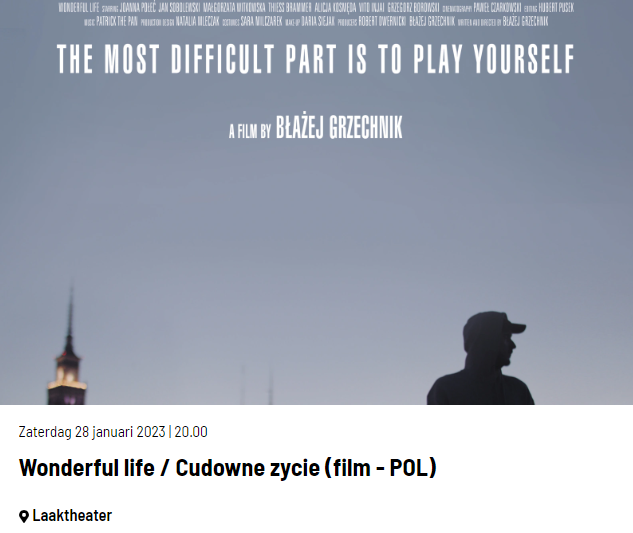 WONDERFUL LIFE STARRING JOANNA POŁEĆ JAN SOBOLEWSKI MAŁGORZATA WITKOWSKA THIESS BRAMMER ALICJA KOSMĘDA VITO INJAI GRZEGORZ BORKOWSKI CINEMATOGRAPHY PAWEŁ CZARKOWSKI EDITING HUBERT PUSEK
MUSIC PATRICK THE PAN PRODUCTION DESIGN NATALIA MLECZAK COSTUMES SARA MILCZAREK MAKE-UP DARIA SIEJAK PRODUCERS ROBERT DWERNICKI BŁAŻEJ GRZECHNIK WRITTEN AND DIRECTED BY BŁAŻEJ GRZECHNIK
THE MOST DIFFICULT PART IS TO PLAY YOURSELF
A FILM BY BŁAŻEJ GRZECHNIK
Zaterdag 28 januari 2023 | 20.00
Wonderful life / Cudowne zycie (film - POL)
Laaktheater